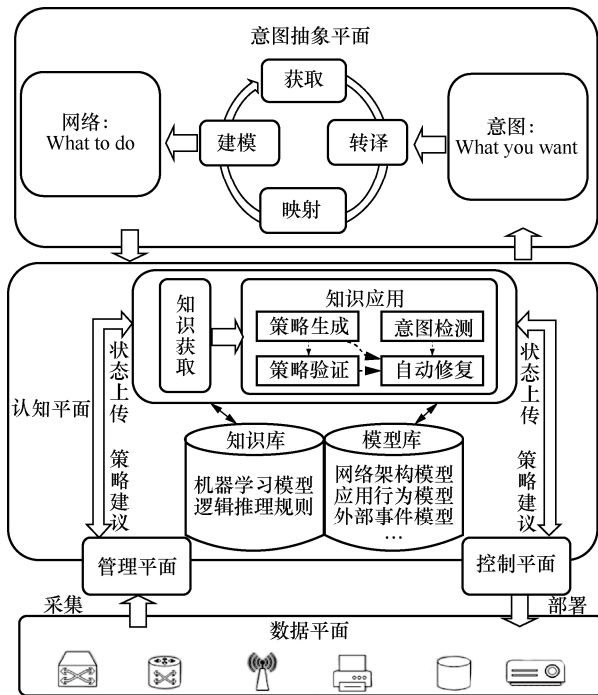 意图抽象平面
获取
网络：
What to do
建模
转译
意图：
What you want
映射
知识获取
知识应用
策略生成
意图检测
策略验证
自动修复
认知平面
状态上传
策略建议
状态上传
策略建议
知识库
机器学习模型
逻辑推理规则
模型库
网络架构模型
应用行为模型
外部事件模型
…
管理平面
控制平面
采集
部署
数据平面